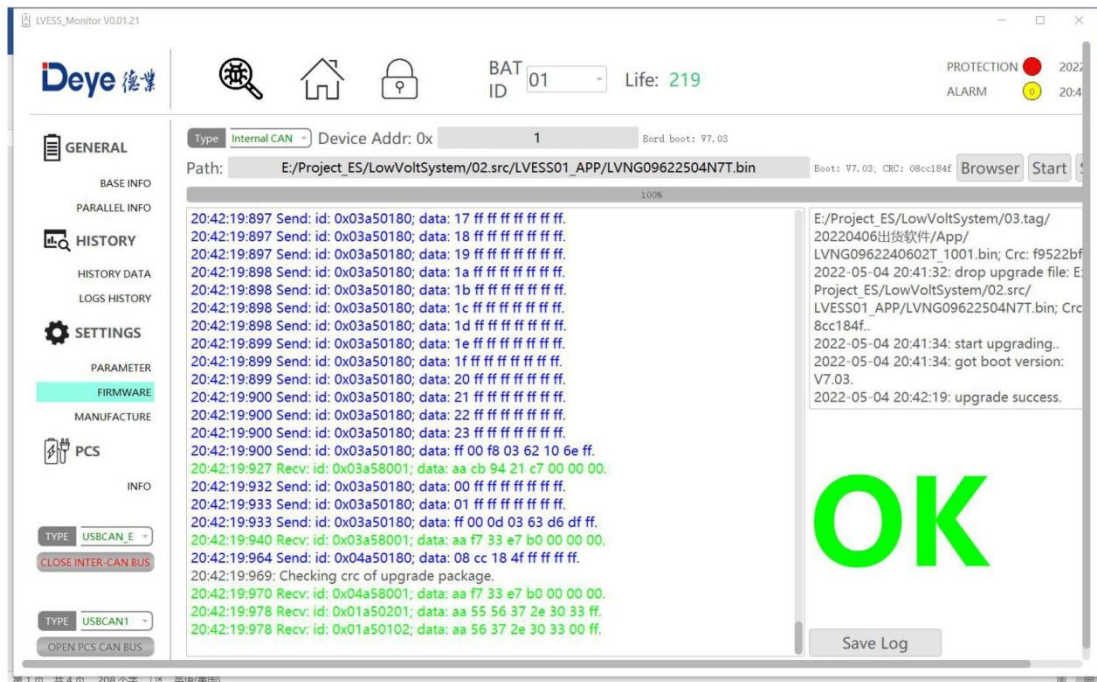 LVESS_Monitor V0.01.21
Deye 德業
BAT ID 01 Life: 219
PROTECTION 2022
ALARM 0 20:4
GENERAL
BASE INFO
PARALLEL INFO
HISTORY
HISTORY DATA
LOGS HISTORY
SETTINGS
PARAMETER
FIRMWARE
MANUFACTURE
PCS
INFO
TYPE USBCAN_E
CLOSE INTER-CAN BUS
TYPE USBCAN1
OPEN PCS CAN BUS
Type Internal CAN Device Addr: 0x 1 Bord boot: V7.03
Path: E:/Project_ES/LowVoltSystem/02.src/LVESS01_APP/LVNG09622504N7T.bin Boot: V7.03; CRC: 08cc184f Browser Start
100%
20:42:19:897 Send: id: 0x03a50180; data: 17 ff ff ff ff ff ff ff.
20:42:19:897 Send: id: 0x03a50180; data: 18 ff ff ff ff ff ff ff.
20:42:19:897 Send: id: 0x03a50180; data: 19 ff ff ff ff ff ff ff.
20:42:19:898 Send: id: 0x03a50180; data: 1a ff ff ff ff ff ff ff.
20:42:19:898 Send: id: 0x03a50180; data: 1b ff ff ff ff ff ff ff.
20:42:19:898 Send: id: 0x03a50180; data: 1c ff ff ff ff ff ff ff.
20:42:19:898 Send: id: 0x03a50180; data: 1d ff ff ff ff ff ff ff.
20:42:19:899 Send: id: 0x03a50180; data: 1e ff ff ff ff ff ff ff.
20:42:19:899 Send: id: 0x03a50180; data: 1f ff ff ff ff ff ff ff.
20:42:19:899 Send: id: 0x03a50180; data: 20 ff ff ff ff ff ff ff.
20:42:19:900 Send: id: 0x03a50180; data: 21 ff ff ff ff ff ff ff.
20:42:19:900 Send: id: 0x03a50180; data: 22 ff ff ff ff ff ff ff.
20:42:19:900 Send: id: 0x03a50180; data: 23 ff ff ff ff ff ff ff.
20:42:19:900 Send: id: 0x03a50180; data: ff 00 f8 03 62 10 6e ff.
20:42:19:927 Recv: id: 0x03a58001; data: aa cb 94 21 c7 00 00 00.
20:42:19:932 Send: id: 0x03a50180; data: 00 ff ff ff ff ff ff ff.
20:42:19:933 Send: id: 0x03a50180; data: 01 ff ff ff ff ff ff ff.
20:42:19:933 Send: id: 0x03a50180; data: ff 00 0d 03 63 d6 df ff.
20:42:19:940 Recv: id: 0x03a58001; data: aa f7 33 e7 b0 00 00 00.
20:42:19:964 Send: id: 0x04a50180; data: 08 cc 18 4f ff ff ff ff.
20:42:19:969: Checking crc of upgrade package.
20:42:19:970 Recv: id: 0x04a58001; data: aa f7 33 e7 b0 00 00 00.
20:42:19:978 Recv: id: 0x01a50201; data: aa 55 56 37 2e 30 33 ff.
20:42:19:978 Recv: id: 0x01a50102; data: aa 56 37 2e 30 33 00 ff.
E:/Project_ES/LowVoltSystem/03.tag/
20220406出货软件/App/
LVNG0962240602T_1001.bin; Crc: f9522bf
2022-05-04 20:41:32: drop upgrade file: E:
Project_ES/LowVoltSystem/02.src/
LVESS01_APP/LVNG09622504N7T.bin; Crc
8cc184f..
2022-05-04 20:41:34: start upgrading..
2022-05-04 20:41:34: got boot version:
V7.03.
2022-05-04 20:42:19: upgrade success.
OK
Save Log
第1页 共4页 208个字 英语(美国)